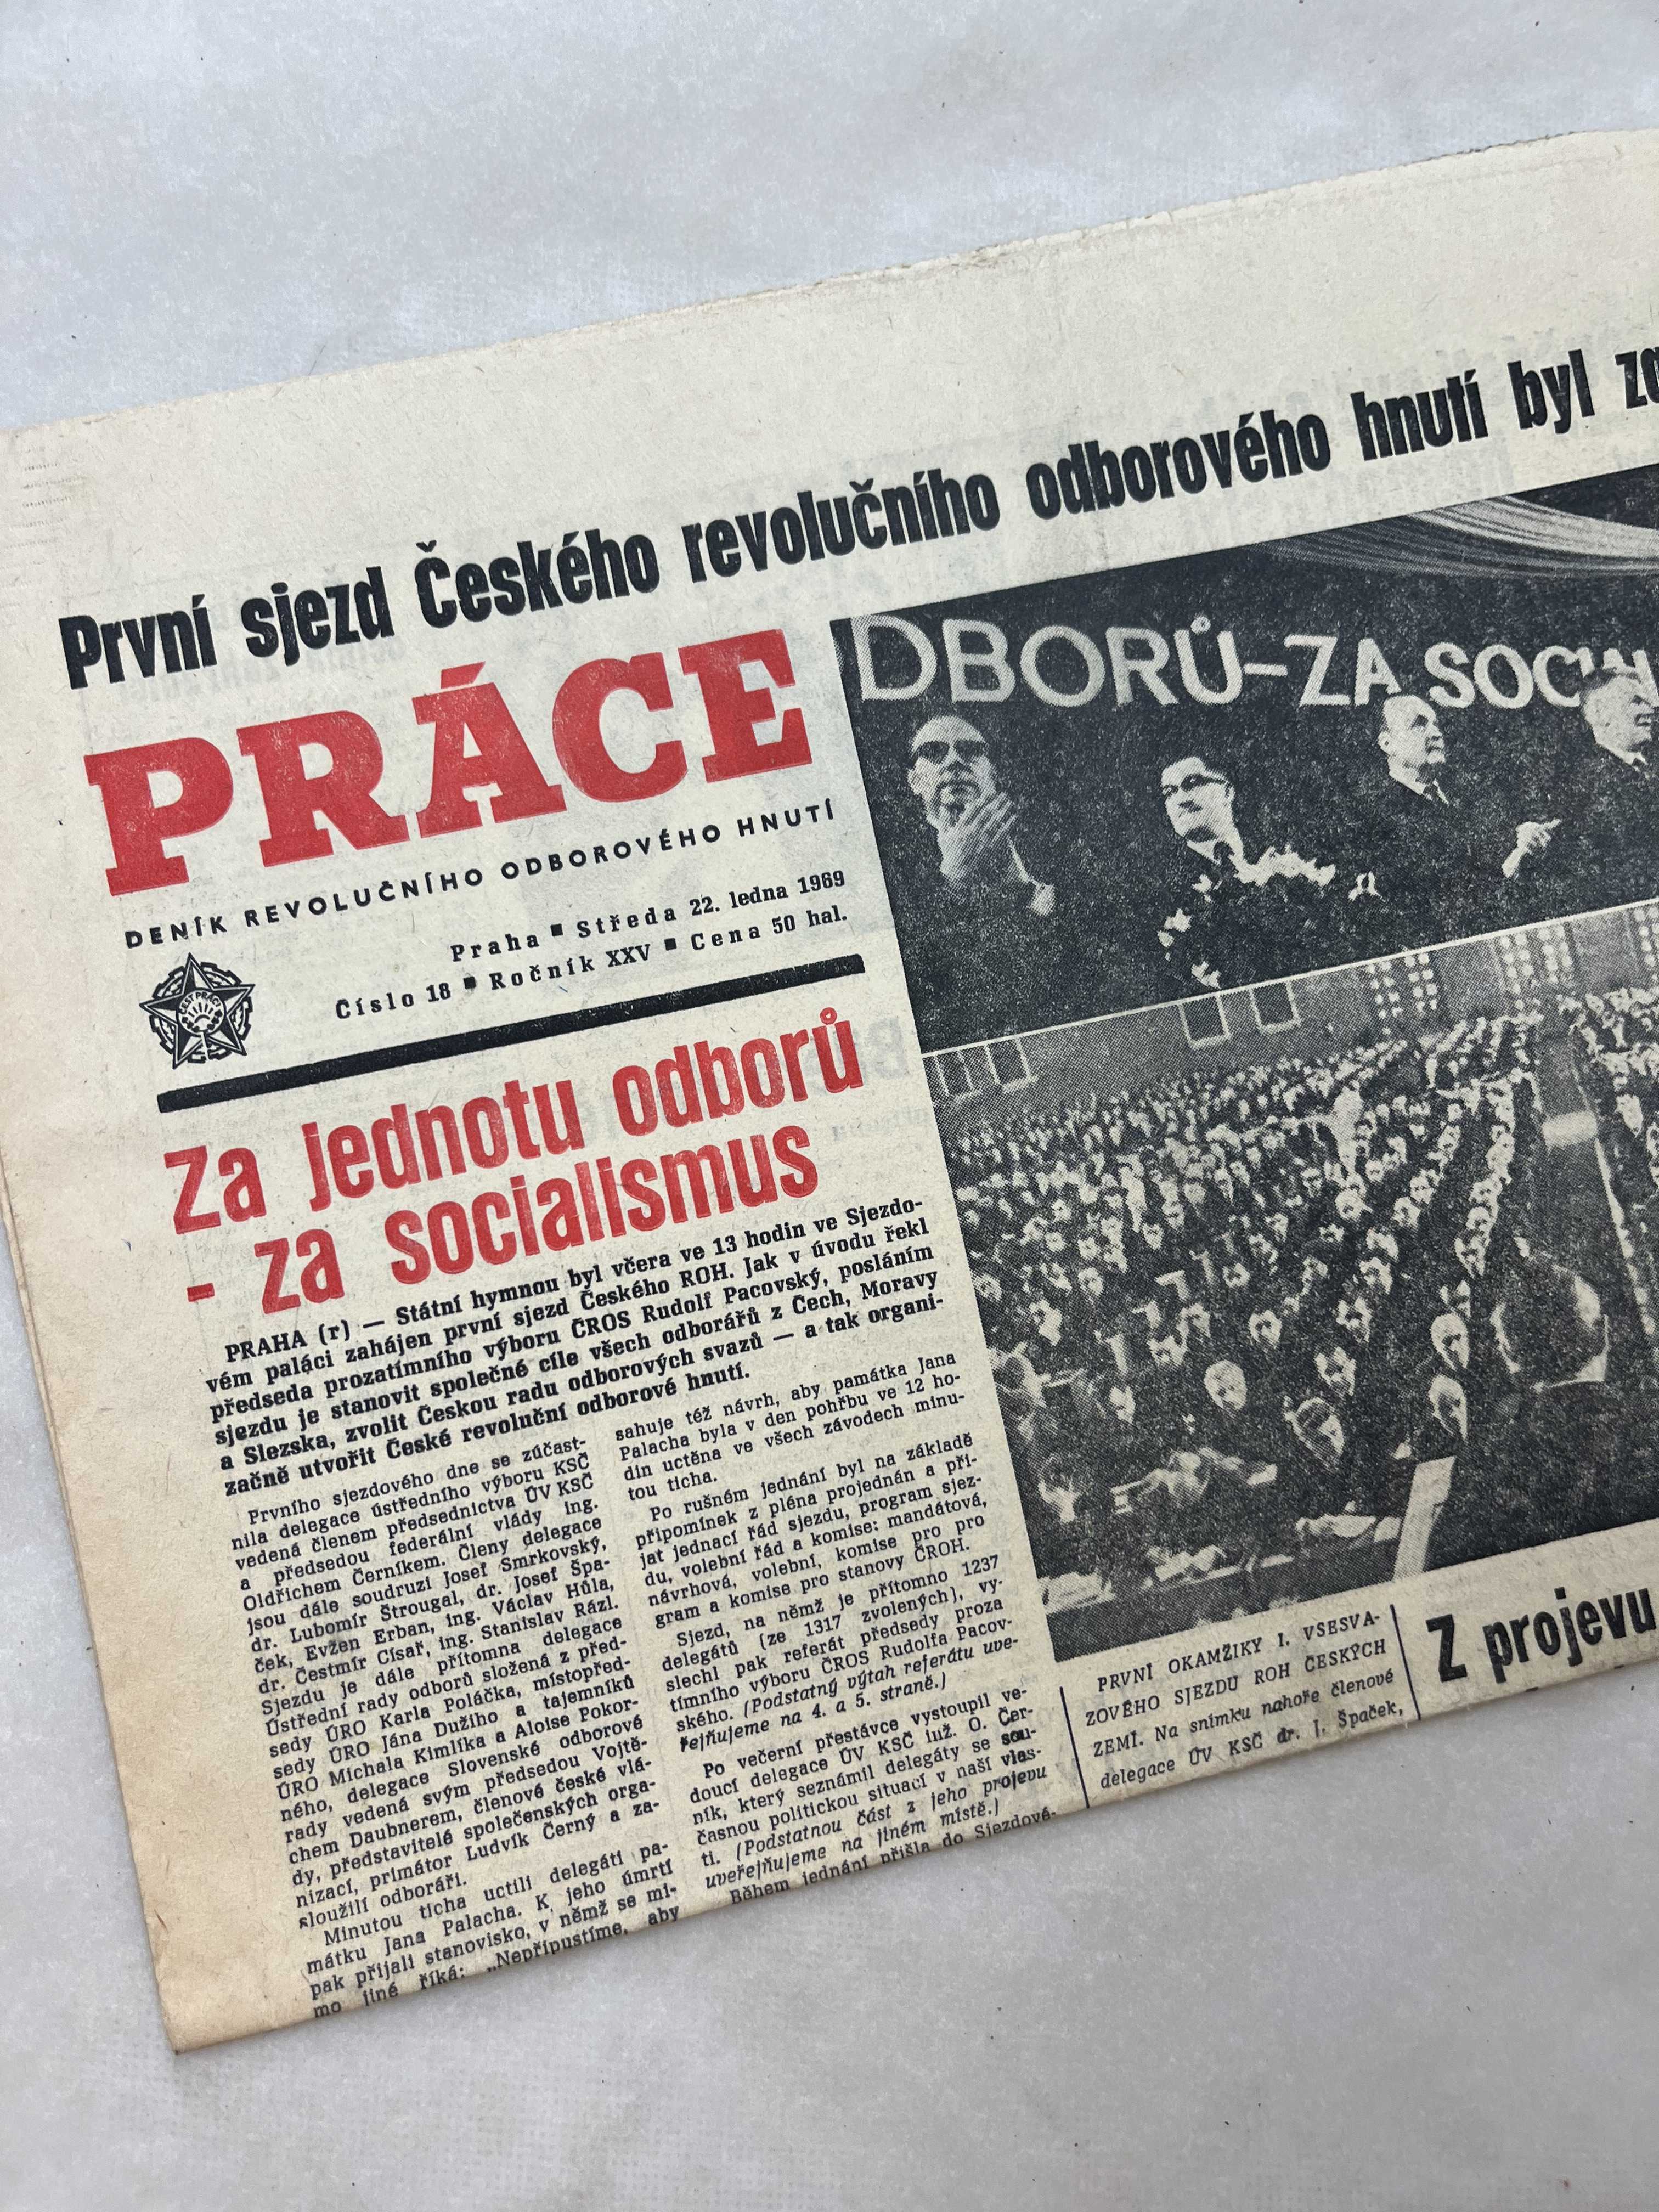 První sjezd Českého revolučního odborového hnutí byl
PRÁCE
DENÍK REVOLUČNÍHO ODBOROVÉHO HNUTÍ
Praha ■ Středa 22. ledna 1969
Číslo 18 ■ Ročník XXV ■ Cena 50 hal.
ČEST PRÁCI
DBORŮ-ZA SOCI
Za jednotu odborů
- za socialismus
PRAHA (r) — Státní hymnou byl včera ve 13 hodin ve Sjezdo-
vém paláci zahájen první sjezd Českého ROH. Jak v úvodu řekl
předseda prozatímního výboru ČROS Rudolf Pacovský, posláním
sjezdu je stanovit společné cíle všech odborářů z Čech, Moravy
a Slezska, zvolit Českou radu odborových svazů — a tak organi-
začně utvořit České revoluční odborové hnutí.
Prvního sjezdového dne se zúčast-
nila delegace ústředního výboru KSČ
vedená členem předsednictva ÚV KSČ
a předsedou federální vlády ing.
Oldřichem Černíkem. Členy delegace
jsou dále soudruzi Josef Smrkovský,
dr. Lubomír Štrougal, dr. Josef Špa-
ček, Evžen Erban, ing. Václav Hůla,
dr. Čestmír Císař, ing. Stanislav Rázl.
Sjezdu je dále přítomna delegace
Ústřední rady odborů složená z před-
sedy ÚRO Karla Poláčka, místopřed-
sedy ÚRO Jána Dužiho a tajemníků
ÚRO Michala Kimlíka a Aloise Pokor-
ného, delegace Slovenské odborové
rady vedená svým předsedou Vojtě-
chem Daubnerem, členové české vlá-
dy, představitelé společenských orga-
nizací, primátor Ludvík Černý a za-
sloužilí odboráři.
Minutou ticha uctili delegáti pa-
mátku Jana Palacha. K jeho úmrtí
pak přijali stanovisko, v němž se mi-
mo jiné říká: „Nepřipustíme, aby
sahuje též návrh, aby památka Jana
Palacha byla v den pohřbu ve 12 ho-
din uctěna ve všech závodech minu-
tou ticha.
Po rušném jednání byl na základě
připomínek z pléna projednán a při-
jat jednací řád sjezdu, program sjez-
du, volební řád a komise: mandátová,
návrhová, volební, komise pro pro
gram a komise pro stanovy ČROH.
Sjezd, na němž je přítomno 1237
delegátů (ze 1317 zvolených), vy-
slechl pak referát předsedy proza
tímního výboru ČROS Rudolfa Pacov-
ského. (Podstatný výtah referátu uve-
řejňujeme na 4. a 5. straně.)
Po večerní přestávce vystoupil ve-
doucí delegace ÚV KSČ inž. O. Čer-
ník, který seznámil delegáty se sou-
časnou politickou situací v naší vlas-
ti. (Podstatnou část z jeho projevu
uveřejňujeme na jiném místě.)
Během jednání přišla do Sjezdové-
PRVNÍ OKAMŽIKY I. VSESVA-
ZOVÉHO SJEZDU ROH ČESKÝCH
ZEMÍ. Na snímku nahoře členové
delegace ÚV KSČ dr. J. Špaček,
Z projevu